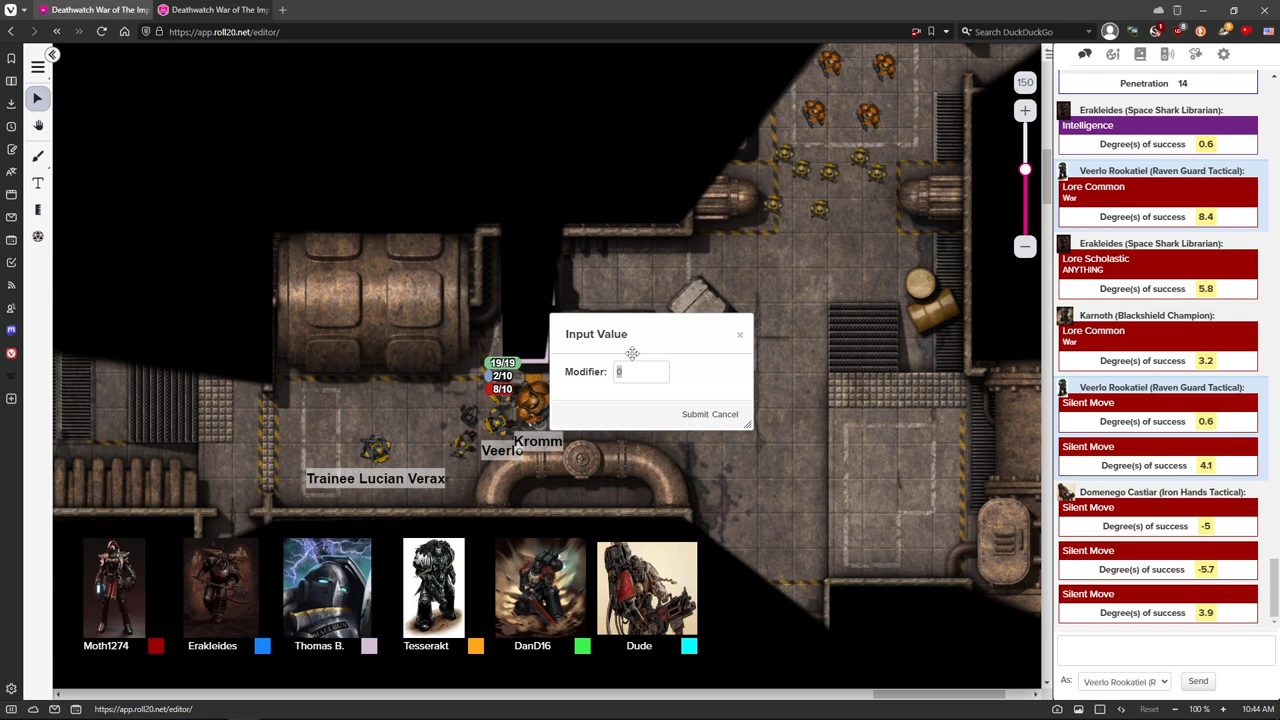 Deatchwatch War of The Imp
Deatchwatch War of The Imp
https://app.roll20.net/editor/
Search DuckDuckGo
1
8
9
150
19/19
2/10
8/10
Kromm
Veerlo
Trainee Lucian Verax
Input Value
Modifier: 0
Submit Cancel
Moth1274
Erakleides
Thomas B.
Tesserakt
DanD16
Dude
Penetration 14
Erakleides (Space Shark Librarian):
Intelligence
Degree(s) of success 0.6
Veerlo Rookatiel (Raven Guard Tactical):
Lore Common
War
Degree(s) of success 8.4
Erakleides (Space Shark Librarian):
Lore Scholastic
ANYTHING
Degree(s) of success 5.8
Karnoth (Blackshield Champion):
Lore Common
War
Degree(s) of success 3.2
Veerlo Rookatiel (Raven Guard Tactical):
Silent Move
Degree(s) of success 0.6
Silent Move
Degree(s) of success 4.1
Domenego Castiar (Iron Hands Tactical):
Silent Move
Degree(s) of success -5
Silent Move
Degree(s) of success -5.7
Silent Move
Degree(s) of success 3.9
As: Veerlo Rookatiel (R
Send
https://app.roll20.net/editor/
Reset
100 %
10:44 AM